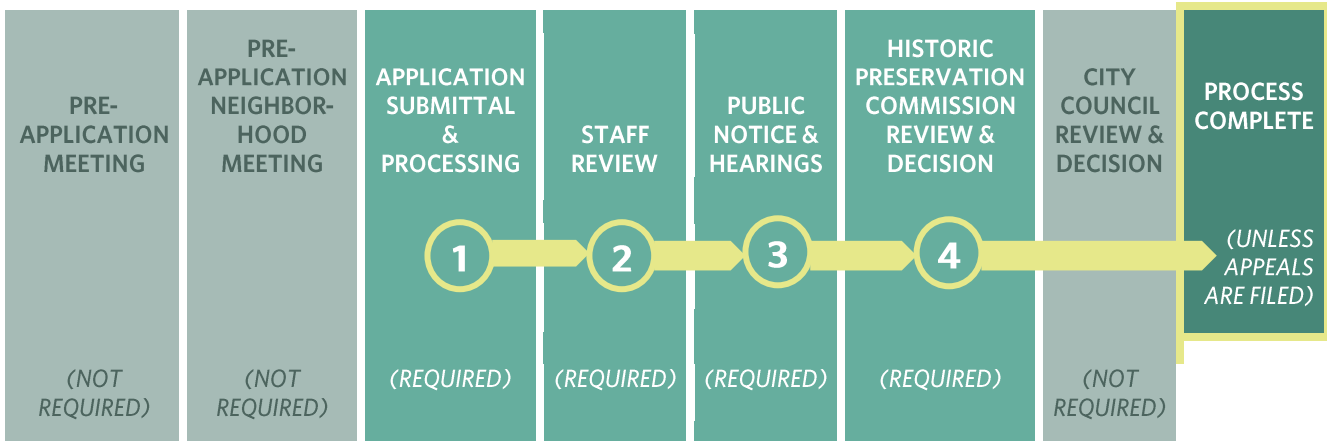 PRE-
APPLICATION
MEETING
(NOT
REQUIRED)
PRE-
APPLICATION
NEIGHBOR-
HOOD
MEETING
(NOT
REQUIRED)
APPLICATION
SUBMITTAL
&
PROCESSING
1
(REQUIRED)
STAFF
REVIEW
2
(REQUIRED)
PUBLIC
NOTICE &
HEARINGS
3
(REQUIRED)
HISTORIC
PRESERVATION
COMMISSION
REVIEW &
DECISION
4
(REQUIRED)
CITY
COUNCIL
REVIEW &
DECISION
(NOT
REQUIRED)
PROCESS
COMPLETE
(UNLESS
APPEALS
ARE FILED)